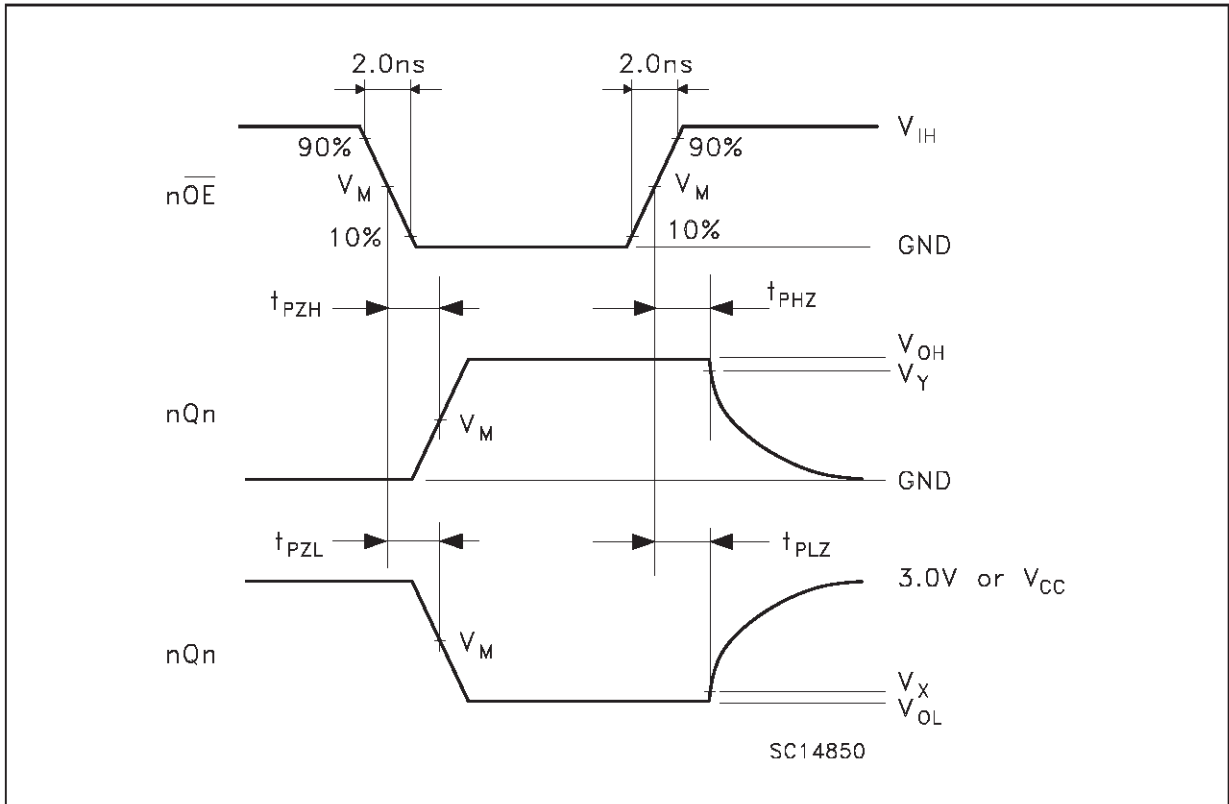 2.0ns 2.0ns
V_IH
90% 90%
V_M V_M
nO̅E̅
10% 10%
GND
t_PZH t_PHZ
V_OH
V_Y
nQn
V_M
GND
t_PZL t_PLZ
3.0V or V_CC
V_M
nQn
V_X
V_OL
SC14850